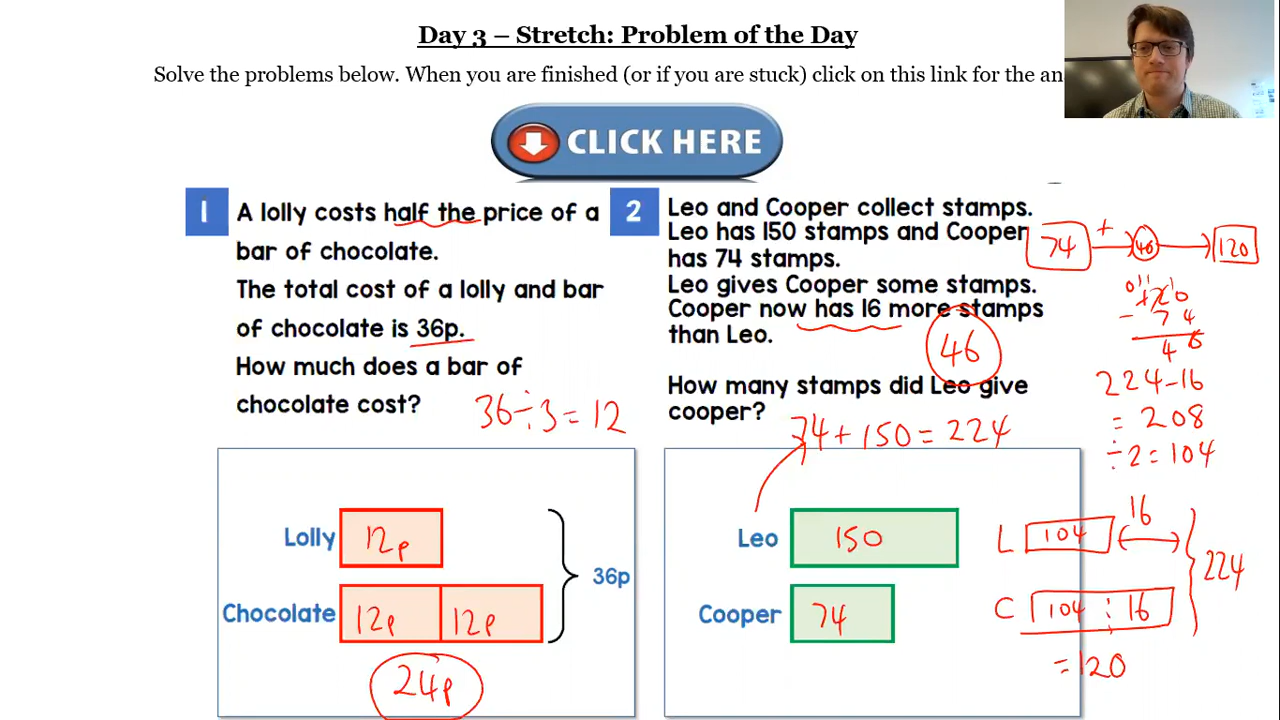 Day 3 – Stretch: Problem of the Day
Solve the problems below. When you are finished (or if you are stuck) click on this link for the an
CLICK HERE
1
A lolly costs half the price of a
bar of chocolate.
The total cost of a lolly and bar
of chocolate is 36p.
How much does a bar of
chocolate cost?
36÷3=12
Lolly 12p
36p
Chocolate 12p 12p
24p
2
Leo and Cooper collect stamps.
Leo has 150 stamps and Cooper
has 74 stamps.
Leo gives Cooper some stamps.
Cooper now has 16 more stamps
than Leo.
46
How many stamps did Leo give
cooper?
74+150=224
Leo 150
Cooper 74
74 + 46 120
0 11 1
120
- 74
46
224-16
= 208
÷2=104
16
L 104
224
C 104 16
=120